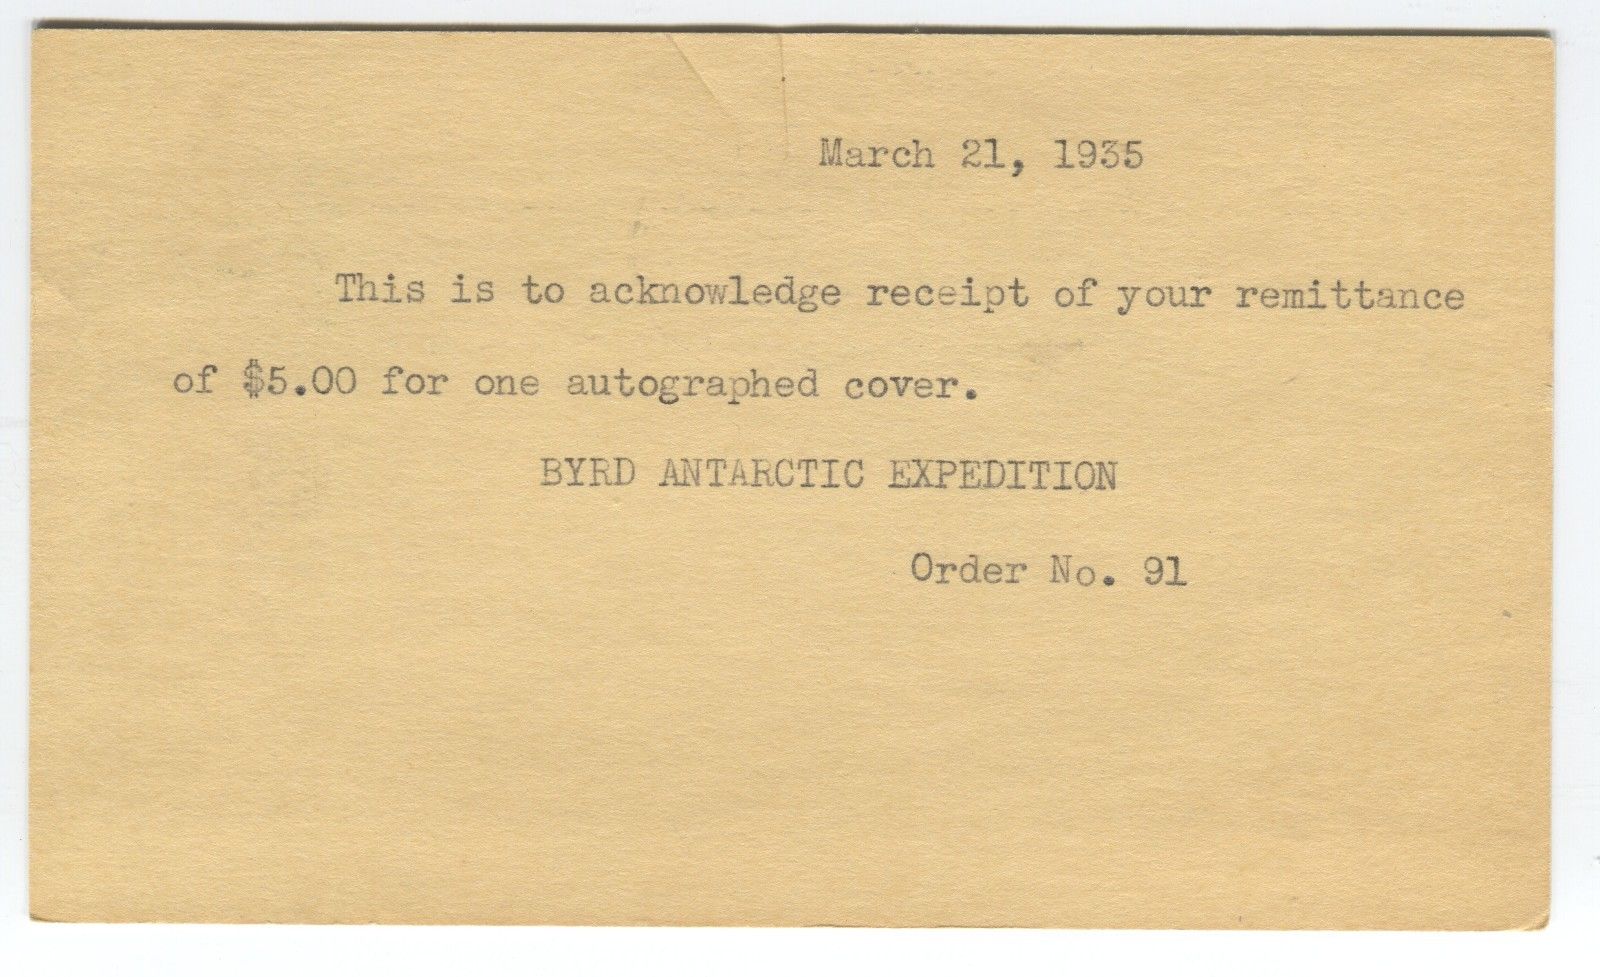 March 21, 1935
This is to acknowledge receipt of your remittance
of $5.00 for one autographed cover.
BYRD ANTARCTIC EXPEDITION
Order No. 91